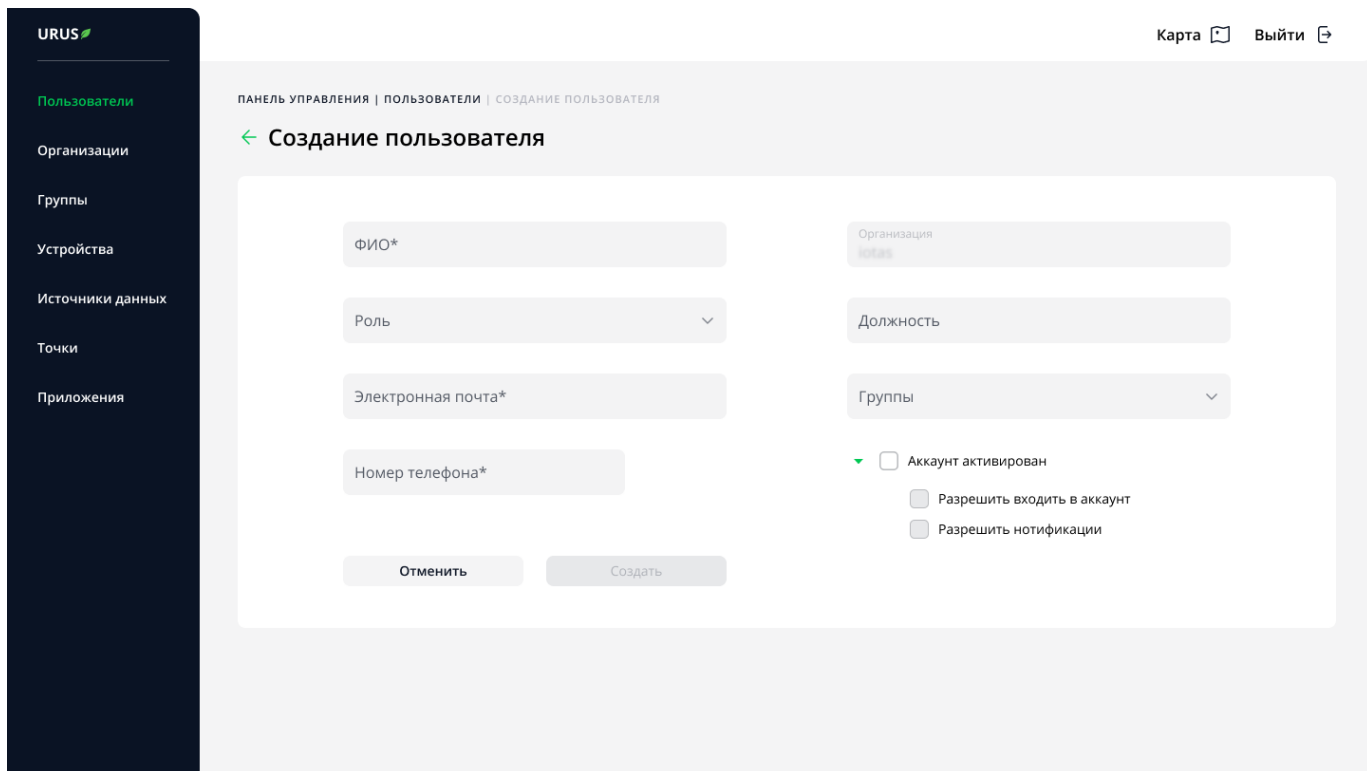 URUS
Карта
Выйти
Пользователи
Организации
Группы
Устройства
Источники данных
Точки
Приложения
ПАНЕЛЬ УПРАВЛЕНИЯ | ПОЛЬЗОВАТЕЛИ | СОЗДАНИЕ ПОЛЬЗОВАТЕЛЯ
Создание пользователя
ФИО*
Организация
Роль
Должность
Электронная почта*
Группы
Номер телефона*
Аккаунт активирован
Разрешить входить в аккаунт
Разрешить нотификации
Отменить
Создать